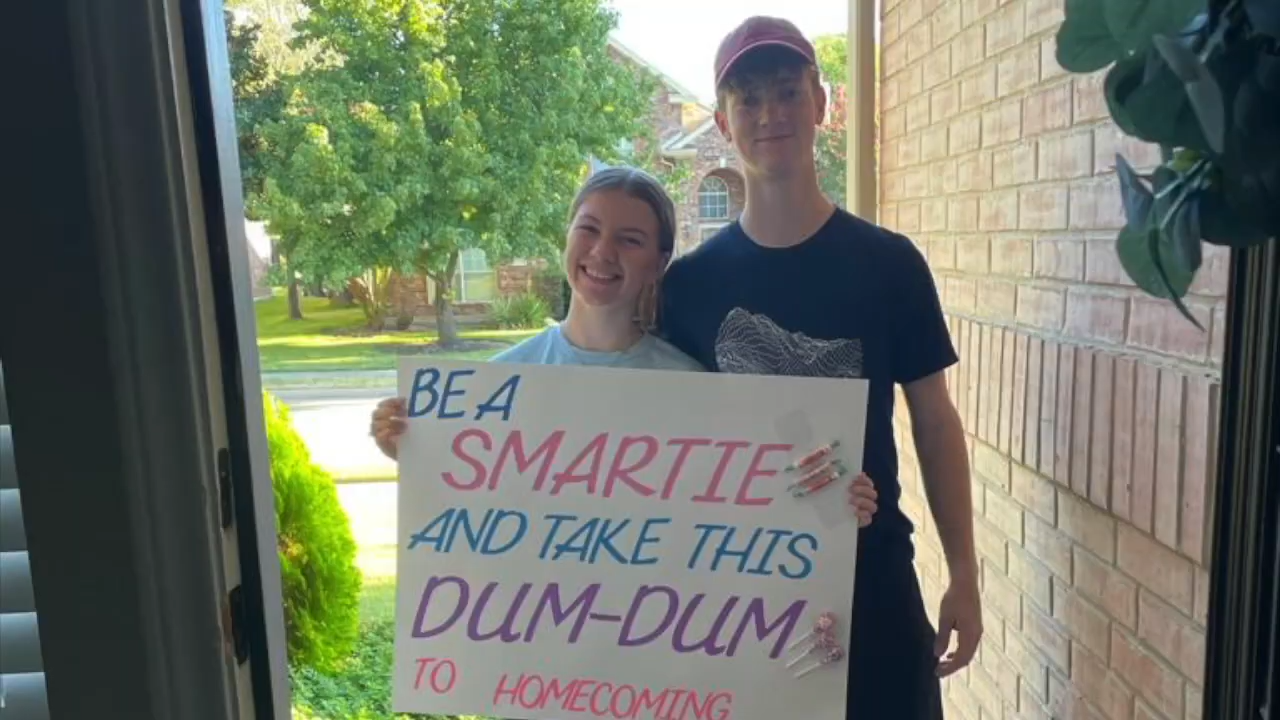 BE A
SMARTIE
AND TAKE THIS
DUM-DUM
TO HOMECOMING